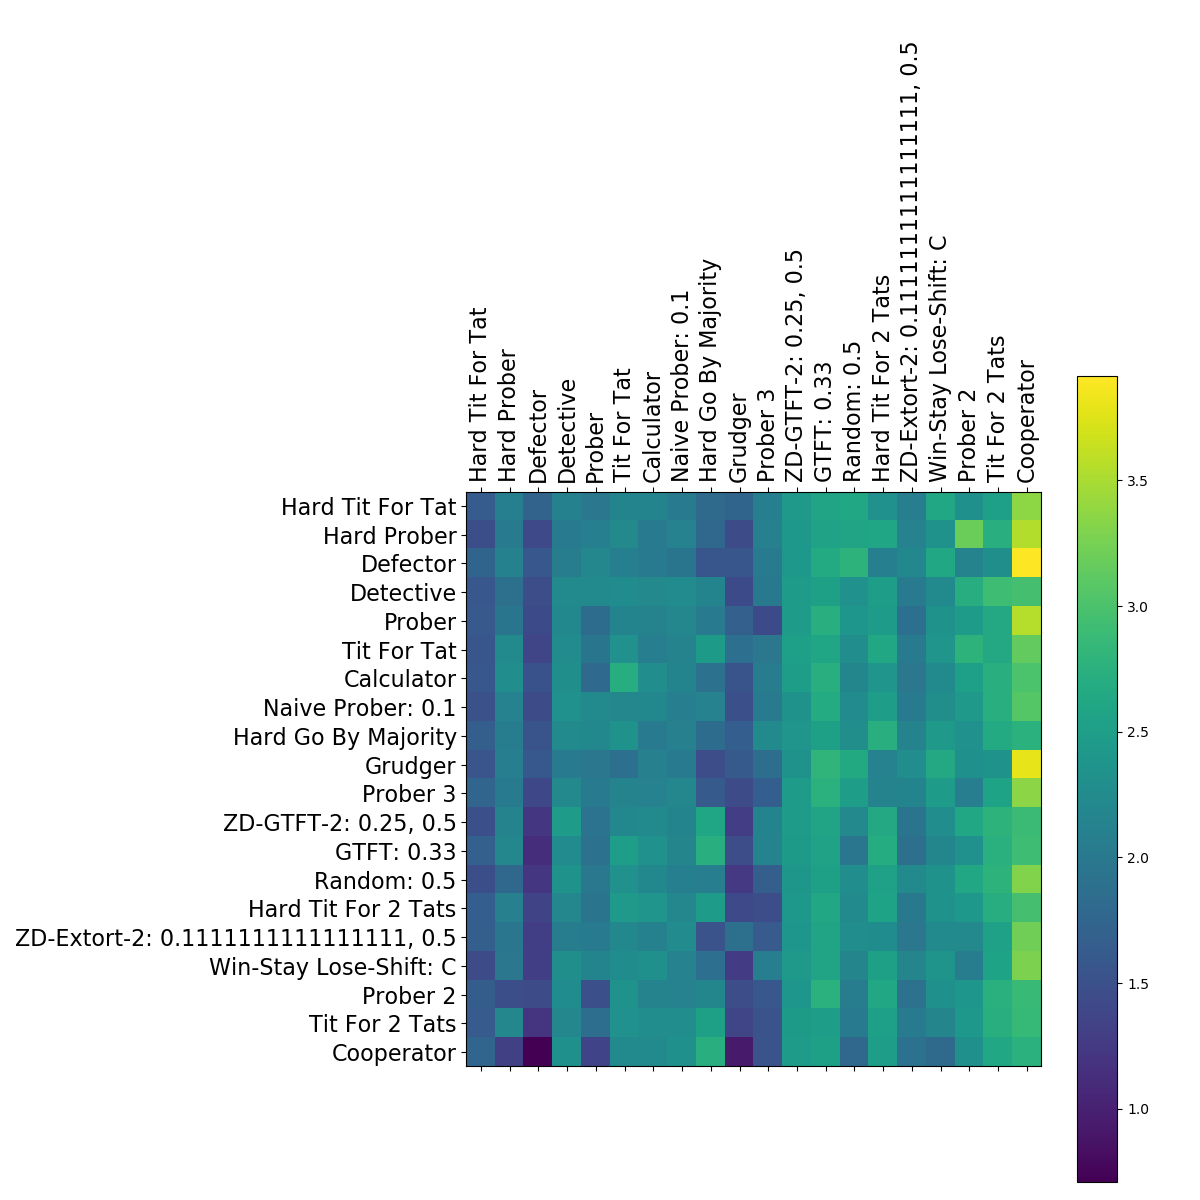 Hard Tit For Tat
Hard Prober
Defector
Detective
Prober
Tit For Tat
Calculator
Naive Prober: 0.1
Hard Go By Majority
Grudger
Prober 3
ZD-GTFT-2: 0.25, 0.5
GTFT: 0.33
Random: 0.5
Hard Tit For 2 Tats
ZD-Extort-2: 0.1111111111111111, 0.5
Win-Stay Lose-Shift: C
Prober 2
Tit For 2 Tats
Cooperator
Hard Tit For Tat
Hard Prober
Defector
Detective
Prober
Tit For Tat
Calculator
Naive Prober: 0.1
Hard Go By Majority
Grudger
Prober 3
ZD-GTFT-2: 0.25, 0.5
GTFT: 0.33
Random: 0.5
Hard Tit For 2 Tats
ZD-Extort-2: 0.1111111111111111, 0.5
Win-Stay Lose-Shift: C
Prober 2
Tit For 2 Tats
Cooperator
3.5
3.0
2.5
2.0
1.5
1.0